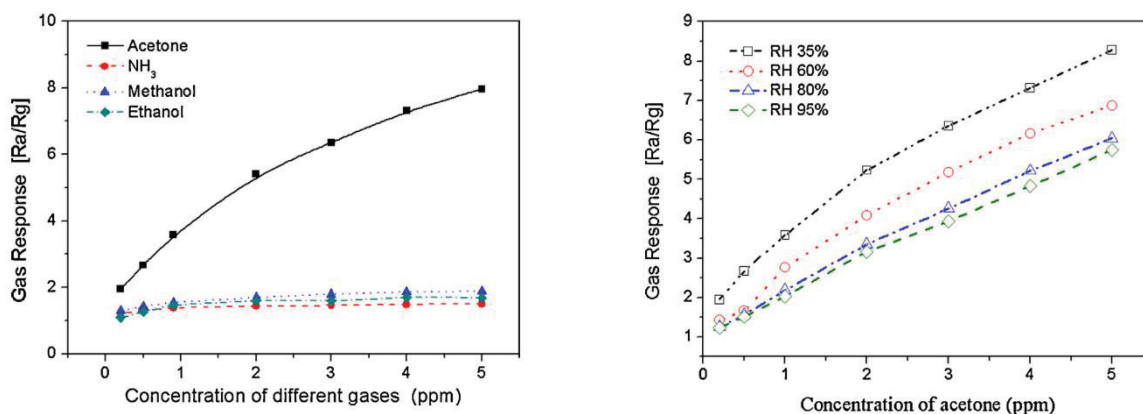 10
8
6
4
2
0
Gas Response [Ra/Rg]
Acetone
NH₃
Methanol
Ethanol
0 1 2 3 4 5
Concentration of different gases (ppm)
9
8
7
6
5
4
3
2
1
Gas Response [Ra/Rg]
RH 35%
RH 60%
RH 80%
RH 95%
0 1 2 3 4 5
Concentration of acetone (ppm)